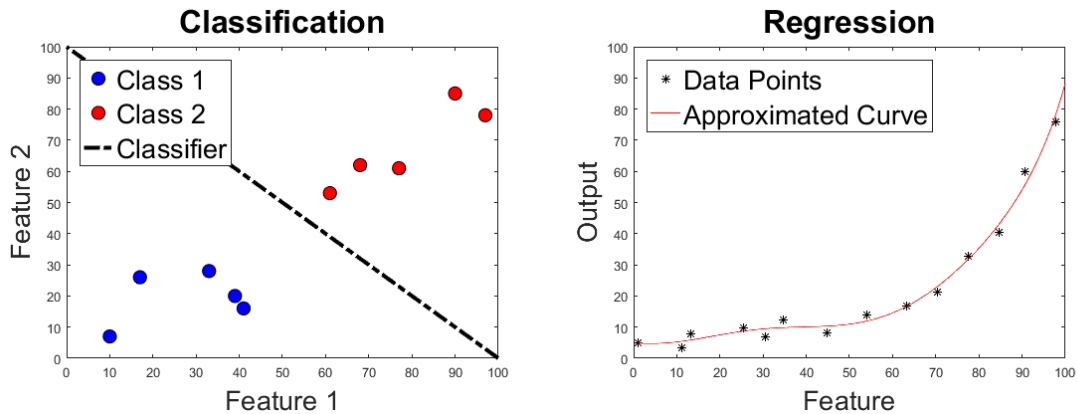 Classification
100
90
80
70
60
50
40
30
20
10
0
Feature 2
Class 1
Class 2
Classifier
0 10 20 30 40 50 60 70 80 90 100
Feature 1
Regression
100
90
80
70
60
50
40
30
20
10
0
Output
Data Points
Approximated Curve
0 10 20 30 40 50 60 70 80 90 100
Feature